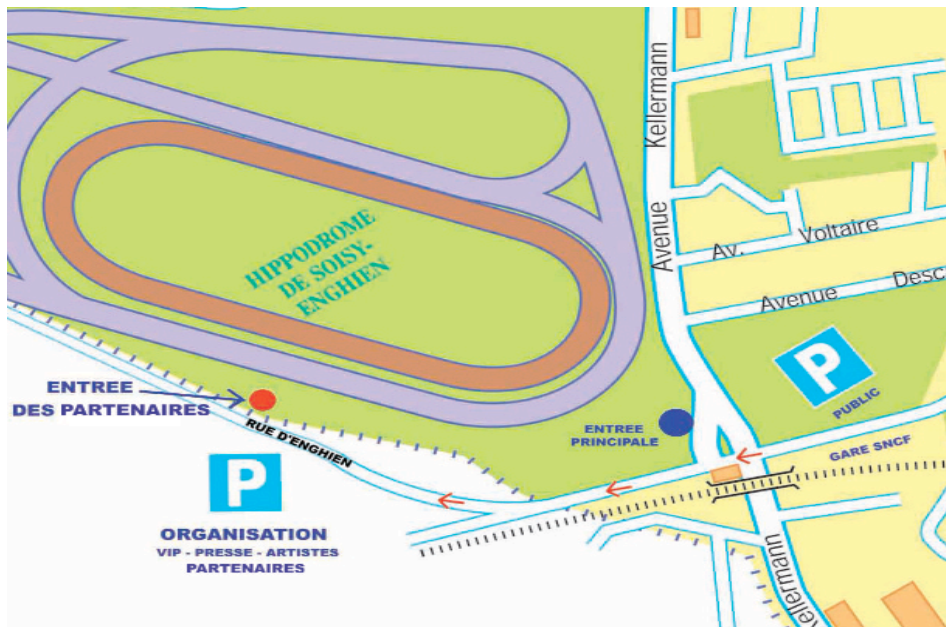 Kellermann
Avenue
Av. Voltaire
Avenue Desc
HIPPODROME
DE SOISY-
ENGHIEN
P
PUBLIC
ENTREE
DES PARTENAIRES
RUE D'ENGHIEN
ENTREE
PRINCIPALE
GARE SNCF
P
ORGANISATION
VIP - PRESSE - ARTISTES
PARTENAIRES
Kellermann